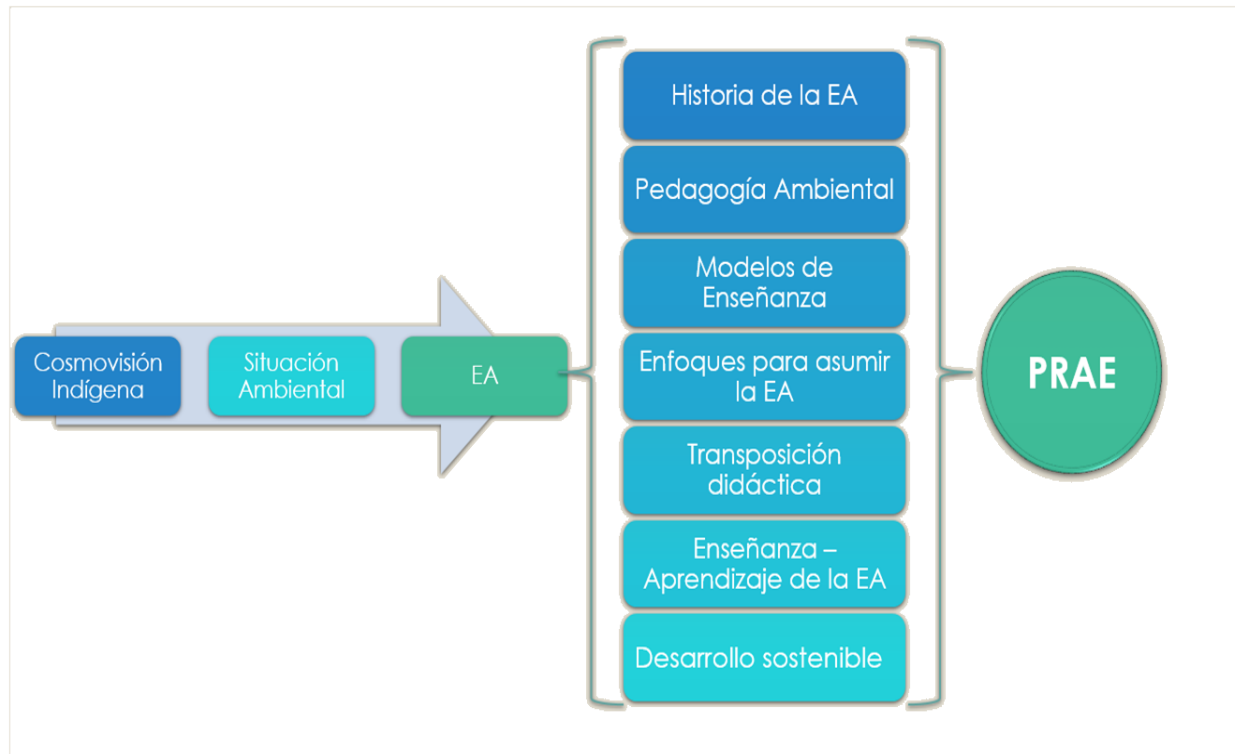 Cosmovisión
Indígena
Situación
Ambiental
EA
Historia de la EA
Pedagogía Ambiental
Modelos de
Enseñanza
Enfoques para asumir
la EA
Transposición
didáctica
Enseñanza –
Aprendizaje de la EA
Desarrollo sostenible
PRAE